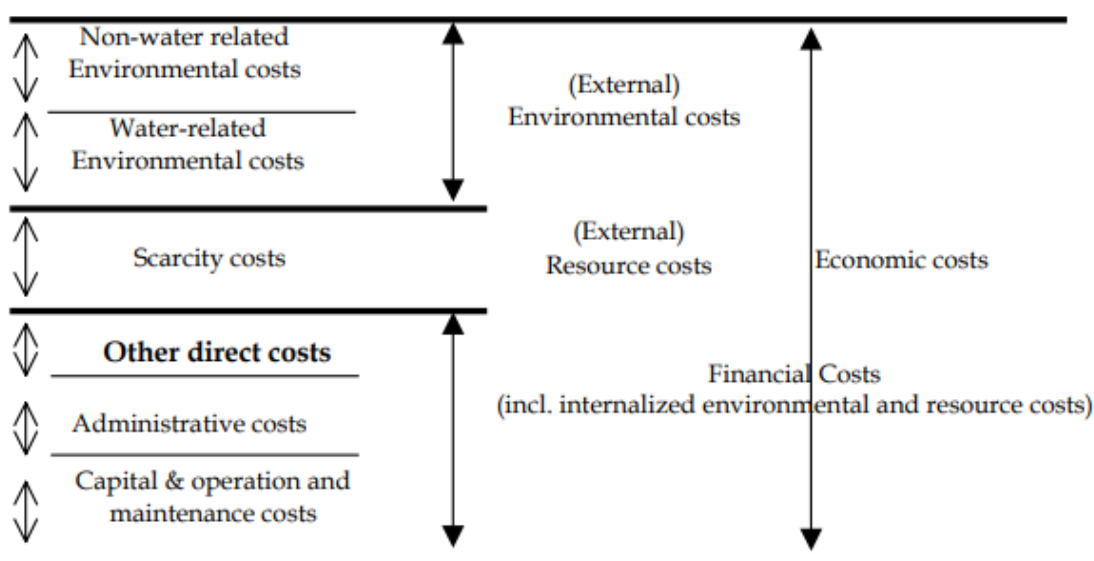 Non-water related
Environmental costs
(External)
Environmental costs
Water-related
Environmental costs
Scarcity costs
(External)
Resource costs
Economic costs
Other direct costs
Financial Costs
(incl. internalized environmental and resource costs)
Administrative costs
Capital & operation and
maintenance costs